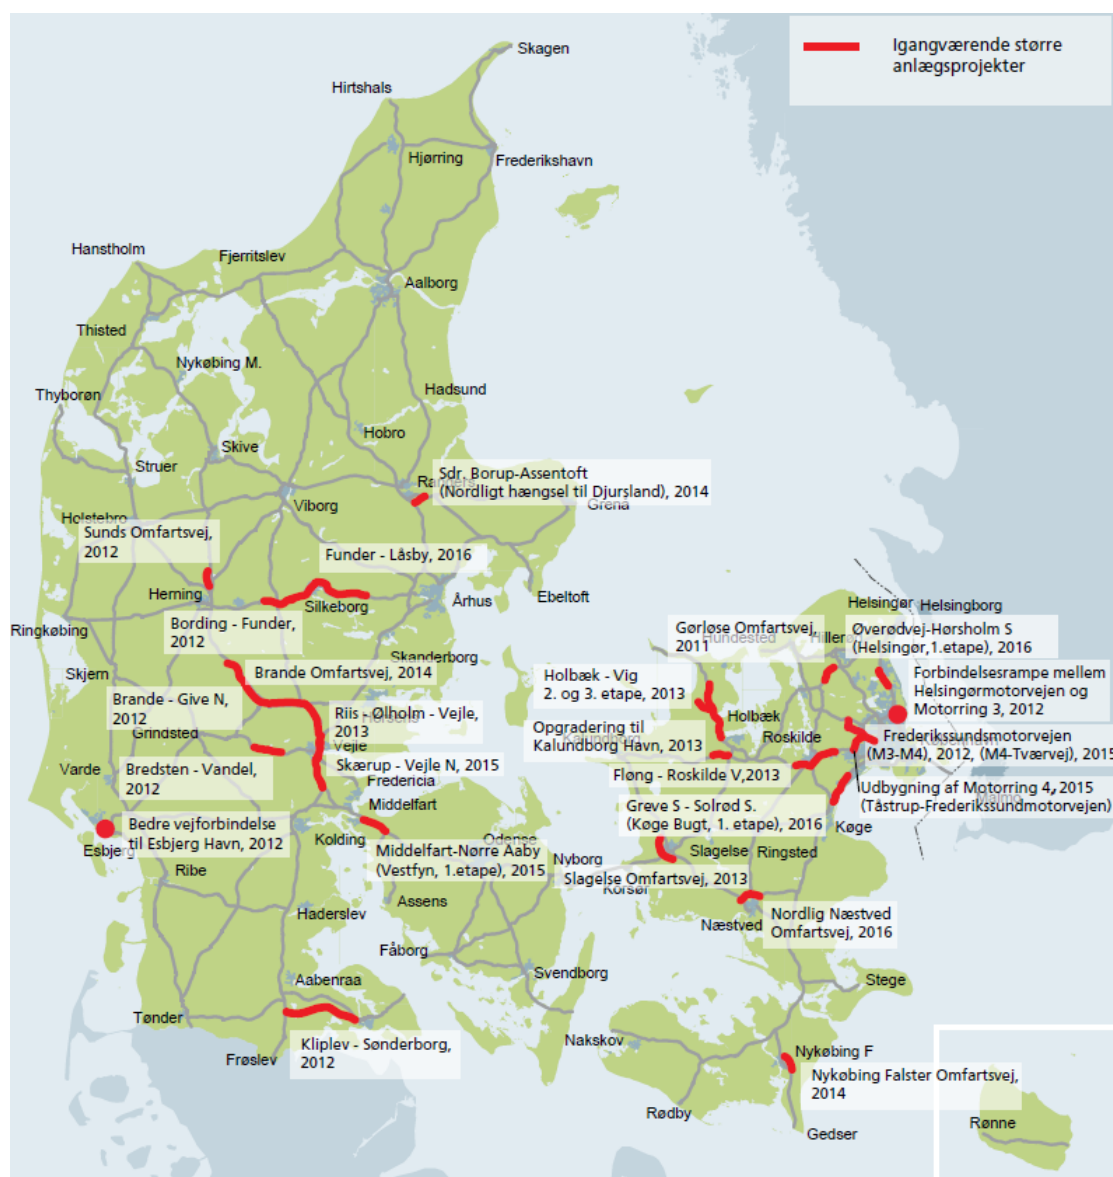 Skagen
Igangværende større
anlægsprojekter
Hirtshals
Hjørring
Frederikshavn
Hanstholm
Fjerritslev
Aalborg
Thisted
Nykøbing M.
Thyborøn
Hadsund
Hobro
Skive
Struer
Sdr. Borup-Assentoft
Randers
(Nordligt hængsel til Djursland), 2014
Grenå
Viborg
Holstebro
Sunds Omfartsvej,
2012
Funder - Låsby, 2016
Herning
Silkeborg
Århus
Ebeltoft
Helsingør
Helsingborg
Ringkøbing
Bording - Funder,
2012
Gørløse Omfartsvej,
2011
Hundested
Hillerød
Øverødvej-Hørsholm S
(Helsingør,1.etape), 2016
Skanderborg
Skjern
Brande Omfartsvej, 2014
Holbæk - Vig
2. og 3. etape, 2013
Forbindelsesrampe mellem
Helsingørmotorvejen og
Motorring 3, 2012
Brande - Give N,
2012
Riis - Ølholm - Vejle,
2013
Horsens
Holbæk
Grindsted
Opgradering til
Kalundborg Havn, 2013
Kalundborg
Roskilde
København
Frederikssundsmotorvejen
(M3-M4), 2012, (M4-Tværvej), 2015
Vejle
Varde
Bredsten - Vandel,
2012
Skærup - Vejle N, 2015
Fredericia
Fløng - Roskilde V,2013
Udbygning af Motorring 4, 2015
(Tåstrup-Frederikssundmotorvejen)
Malmö
Middelfart
Greve S - Solrød S.
(Køge Bugt, 1. etape), 2016
Køge
Bedre vejforbindelse
til Esbjerg Havn, 2012
Esbjerg
Kolding
Odense
Middelfart-Nørre Aaby
(Vestfyn, 1.etape), 2015
Nyborg
Slagelse
Ringsted
Ribe
Slagelse Omfartsvej, 2013
Korsør
Assens
Haderslev
Næstved
Nordlig Næstved
Omfartsvej, 2016
Fåborg
Svendborg
Aabenraa
Stege
Tønder
Kliplev - Sønderborg,
2012
Frøslev
Nakskov
Nykøbing F
Nykøbing Falster Omfartsvej,
2014
Rødby
Gedser
Rønne